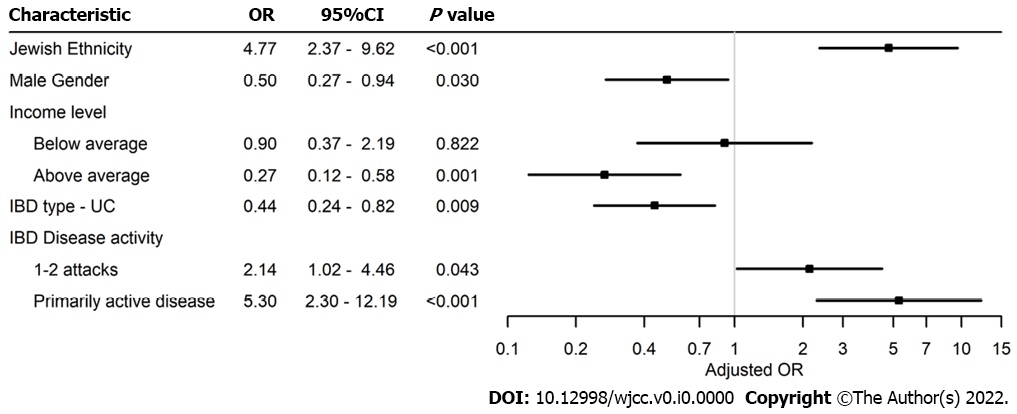 Characteristic OR 95%CI P value
Jewish Ethnicity 4.77 2.37 - 9.62 <0.001
Male Gender 0.50 0.27 - 0.94 0.030
Income level
Below average 0.90 0.37 - 2.19 0.822
Above average 0.27 0.12 - 0.58 0.001
IBD type - UC 0.44 0.24 - 0.82 0.009
IBD Disease activity
1-2 attacks 2.14 1.02 - 4.46 0.043
Primarily active disease 5.30 2.30 - 12.19 <0.001
0.1 0.2 0.4 0.7 1 2 3 5 7 10 15
Adjusted OR
DOI: 10.12998/wjcc.v0.i0.0000 Copyright ©The Author(s) 2022.